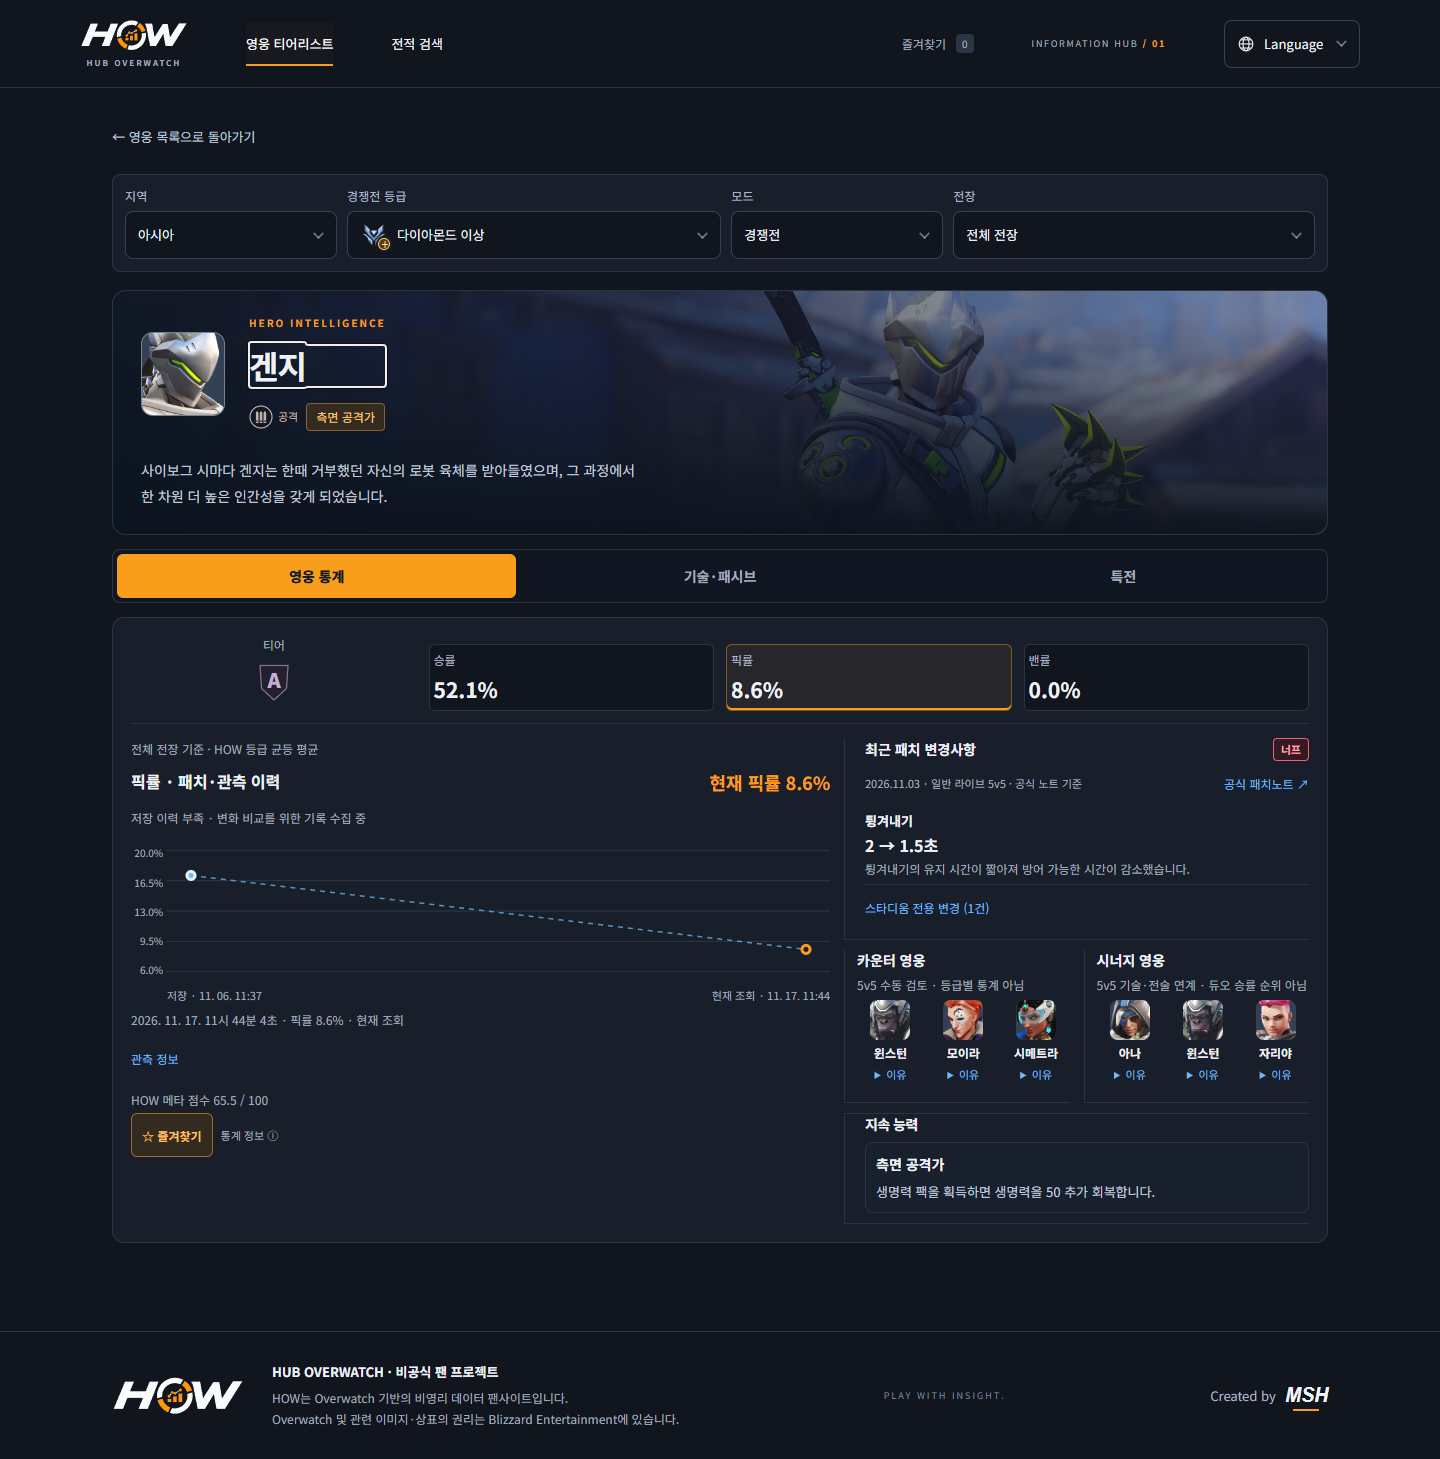 HOW
HUB OVERWATCH
영웅 티어리스트
전적 검색
즐겨찾기 0
INFORMATION HUB / 01
Language
← 영웅 목록으로 돌아가기
지역
경쟁전 등급
모드
전장
아시아
다이아몬드 이상
경쟁전
전체 전장
HERO INTELLIGENCE
겐지
공격
측면 공격가
사이보그 시마다 겐지는 한때 거부했던 자신의 로봇 육체를 받아들였으며, 그 과정에서
한 차원 더 높은 인간성을 갖게 되었습니다.
영웅 통계
기술·패시브
특전
티어
A
승률
52.1%
픽률
8.6%
밴률
0.0%
전체 전장 기준 · HOW 등급 균등 평균
픽률 · 패치·관측 이력
현재 픽률 8.6%
저장 이력 부족 · 변화 비교를 위한 기록 수집 중
20.0%
16.5%
13.0%
9.5%
6.0%
저장 · 11. 06. 11:37
현재 조회 · 11. 17. 11:44
2026. 11. 17. 11시 44분 4초 · 픽률 8.6% · 현재 조회
관측 정보
HOW 메타 점수 65.5 / 100
☆ 즐겨찾기
통계 정보 ⓘ
최근 패치 변경사항
너프
2026.11.03 · 일반 라이브 5v5 · 공식 노트 기준
공식 패치노트 ↗
튕겨내기
2 → 1.5초
튕겨내기의 유지 시간이 짧아져 방어 가능한 시간이 감소했습니다.
스타디움 전용 변경 (1건)
카운터 영웅
5v5 수동 검토 · 등급별 통계 아님
윈스턴
모이라
시메트라
▶ 이유
▶ 이유
▶ 이유
시너지 영웅
5v5 기술·전술 연계 · 듀오 승률 순위 아님
아나
윈스턴
자리야
▶ 이유
▶ 이유
▶ 이유
지속 능력
측면 공격가
생명력 팩을 획득하면 생명력을 50 추가 회복합니다.
HOW
HUB OVERWATCH · 비공식 팬 프로젝트
HOW는 Overwatch 기반의 비영리 데이터 팬사이트입니다.
Overwatch 및 관련 이미지·상표의 권리는 Blizzard Entertainment에 있습니다.
PLAY WITH INSIGHT.
Created by MSH